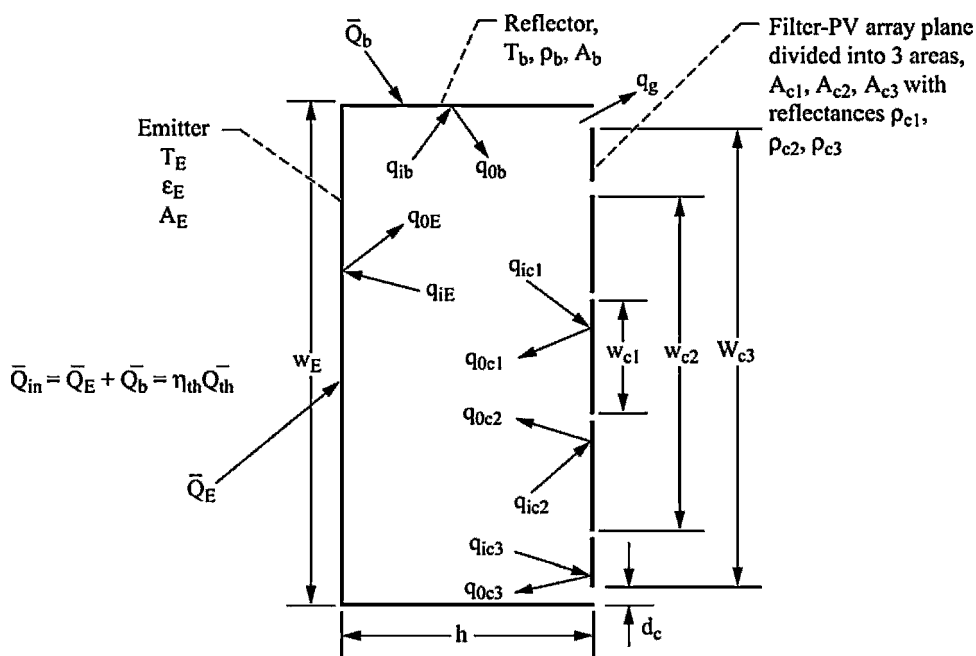 Q̄b
Reflector,
Tb, ρb, Ab
Filter-PV array plane
divided into 3 areas,
Ac1, Ac2, Ac3 with
reflectances ρc1,
ρc2, ρc3
qg
Emitter
TE
εE
AE
qib
q0b
q0E
qiE
qic1
q0c1
wE
wc1
wc2
Wc3
Q̄in = Q̄E + Q̄b = ηthQ̄th
q0c2
Q̄E
qic2
qic3
q0c3
h
dc